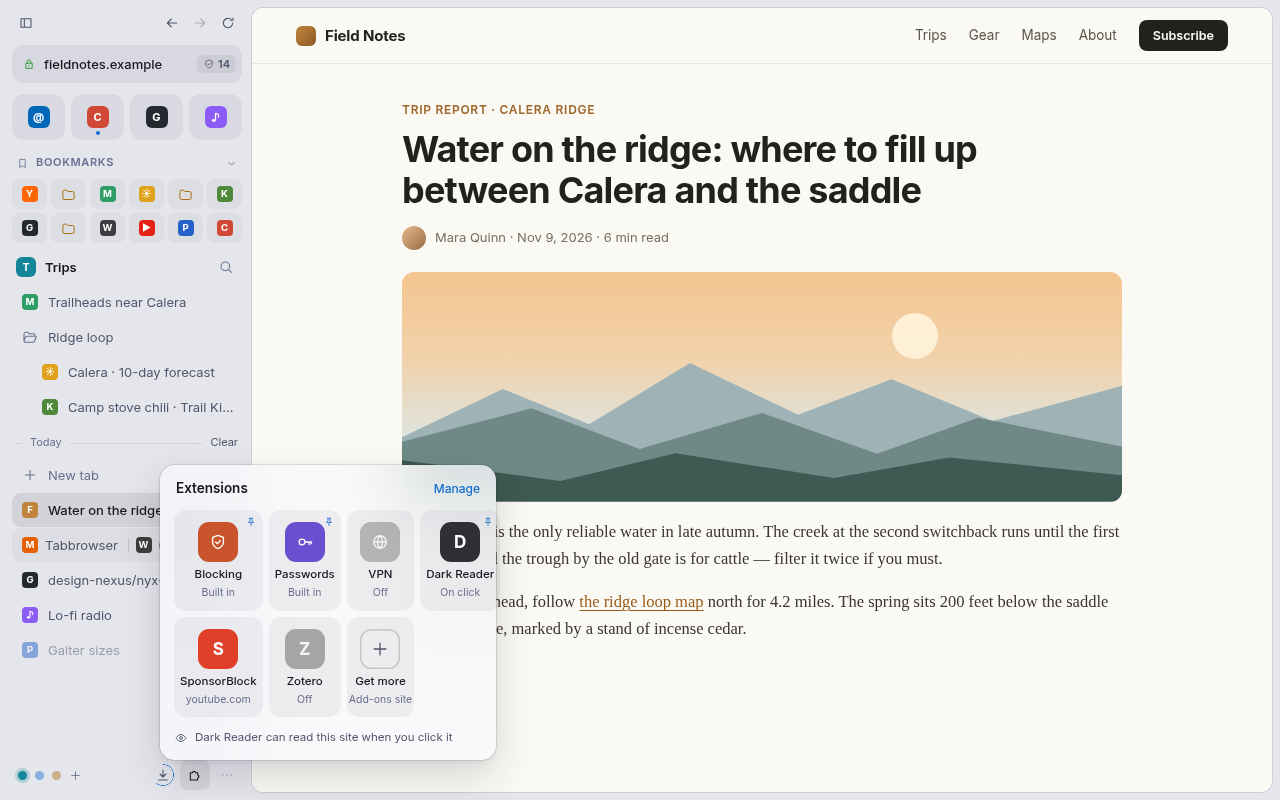 fieldnotes.example
14
@
C
G
BOOKMARKS
Y
M
K
G
W
P
C
T Trips
M Trailheads near Calera
Ridge loop
Calera · 10-day forecast
K Camp stove chili · Trail Ki...
Today
Clear
New tab
F Water on the ridge
M Tabbrowser
W
G design-nexus/nyx-
Lo-fi radio
P Gaiter sizes
Extensions
Manage
Blocking
Built in
Passwords
Built in
VPN
Off
D
Dark Reader
On click
S
SponsorBlock
youtube.com
Z
Zotero
Off
Get more
Add-ons site
Dark Reader can read this site when you click it
Field Notes
Trips
Gear
Maps
About
Subscribe
TRIP REPORT · CALERA RIDGE
Water on the ridge: where to fill up
between Calera and the saddle
Mara Quinn · Nov 9, 2026 · 6 min read
is the only reliable water in late autumn. The creek at the second switchback runs until the first
the trough by the old gate is for cattle — filter it twice if you must.
follow the ridge loop map north for 4.2 miles. The spring sits 200 feet below the saddle
marked by a stand of incense cedar.